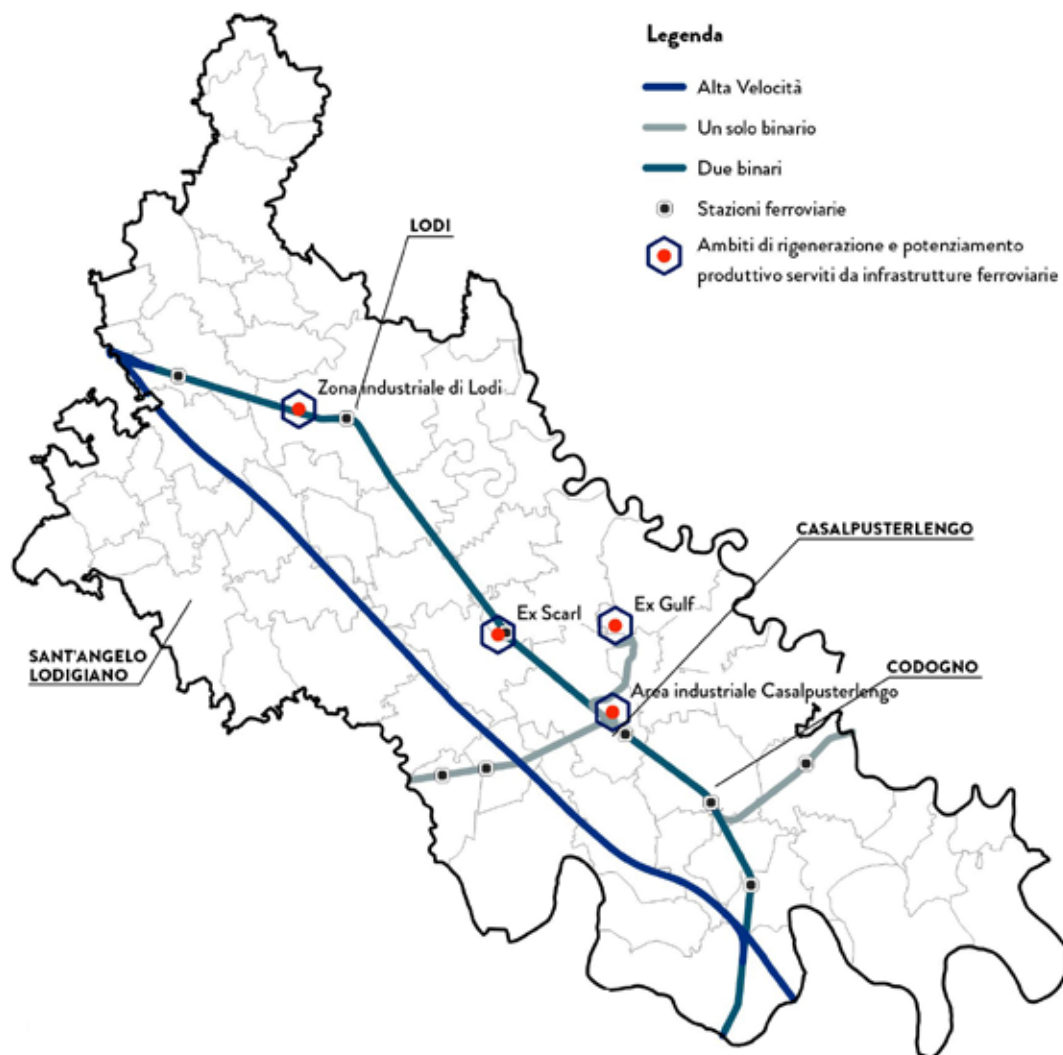 Legenda
Alta Velocità
Un solo binario
Due binari
Stazioni ferroviarie
Ambiti di rigenerazione e potenziamento
produttivo serviti da infrastrutture ferroviarie
LODI
Zona industriale di Lodi
CASALPUSTERLENGO
Ex Scarl
Ex Gulf
SANT'ANGELO
LODIGIANO
CODOGNO
Area industriale Casalpusterlengo